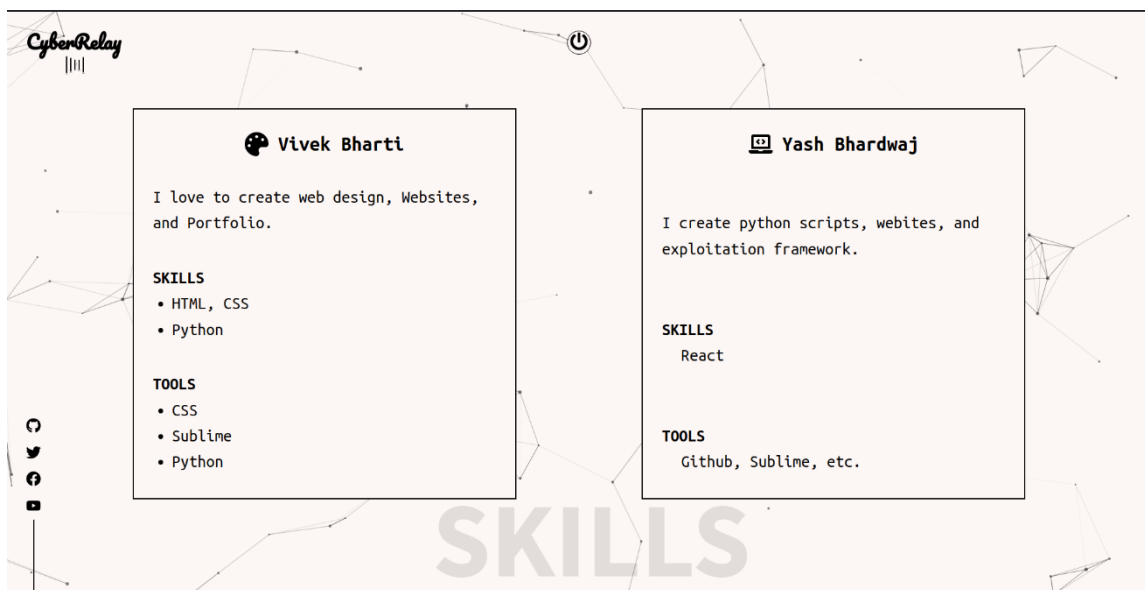 CyberRelay
Vivek Bharti
I love to create web design, Websites,
and Portfolio.
SKILLS
• HTML, CSS
• Python
TOOLS
• CSS
• Sublime
• Python
Yash Bhardwaj
I create python scripts, webites, and
exploitation framework.
SKILLS
React
TOOLS
Github, Sublime, etc.
SKILLS